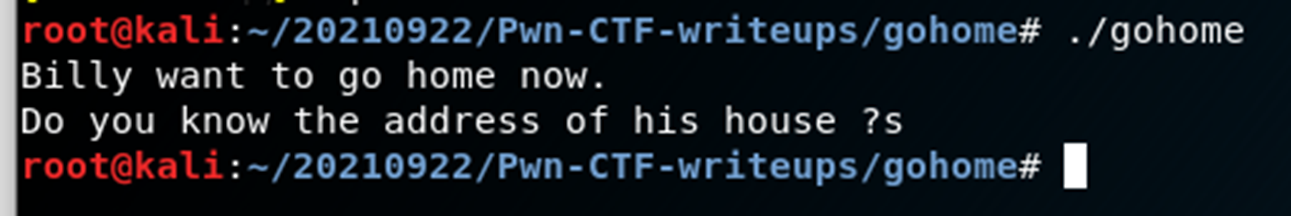 root@kali:~/20210922/Pwn-CTF-writeups/gohome# ./gohome
Billy want to go home now.
Do you know the address of his house ?s
root@kali:~/20210922/Pwn-CTF-writeups/gohome#